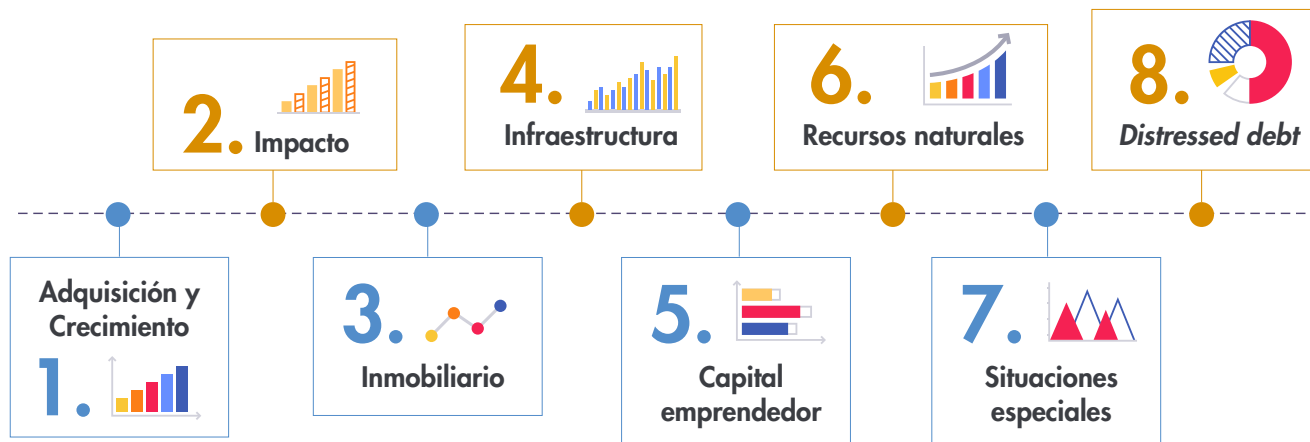 Adquisición y
Crecimiento
1.
2. Impacto
3.
Inmobiliario
4.
Infraestructura
5.
Capital
emprendedor
6.
Recursos naturales
7.
Situaciones
especiales
8.
Distressed debt